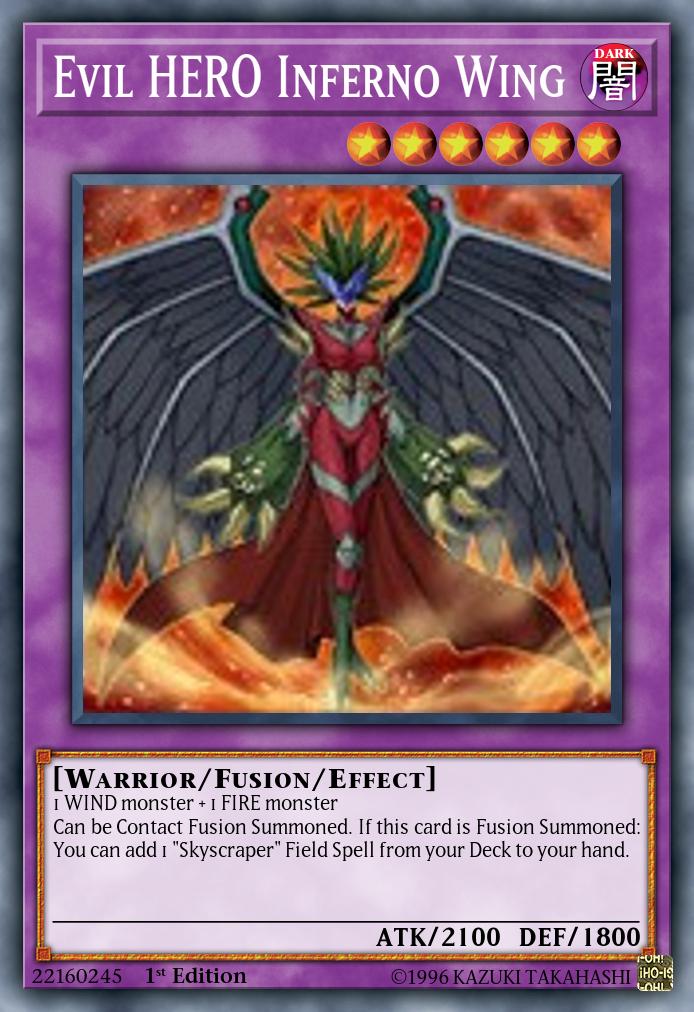 Evil HERO Inferno Wing
DARK
闇
[Warrior/Fusion/Effect]
1 WIND monster + 1 FIRE monster
Can be Contact Fusion Summoned. If this card is Fusion Summoned:
You can add 1 "Skyscraper" Field Spell from your Deck to your hand.
ATK/2100 DEF/1800
22160245 1st Edition ©1996 KAZUKI TAKAHASHI